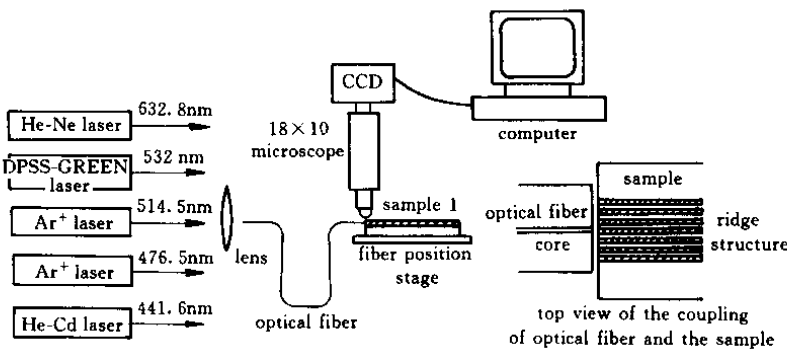 He-Ne laser
632.8nm
DPSS-GREEN
laser
532 nm
Ar+ laser
514.5nm
Ar+ laser
476.5nm
He-Cd laser
441.6nm
lens
optical fiber
CCD
18×10
microscope
computer
sample 1
fiber position
stage
sample
optical fiber
core
ridge
structure
top view of the coupling
of optical fiber and the sample